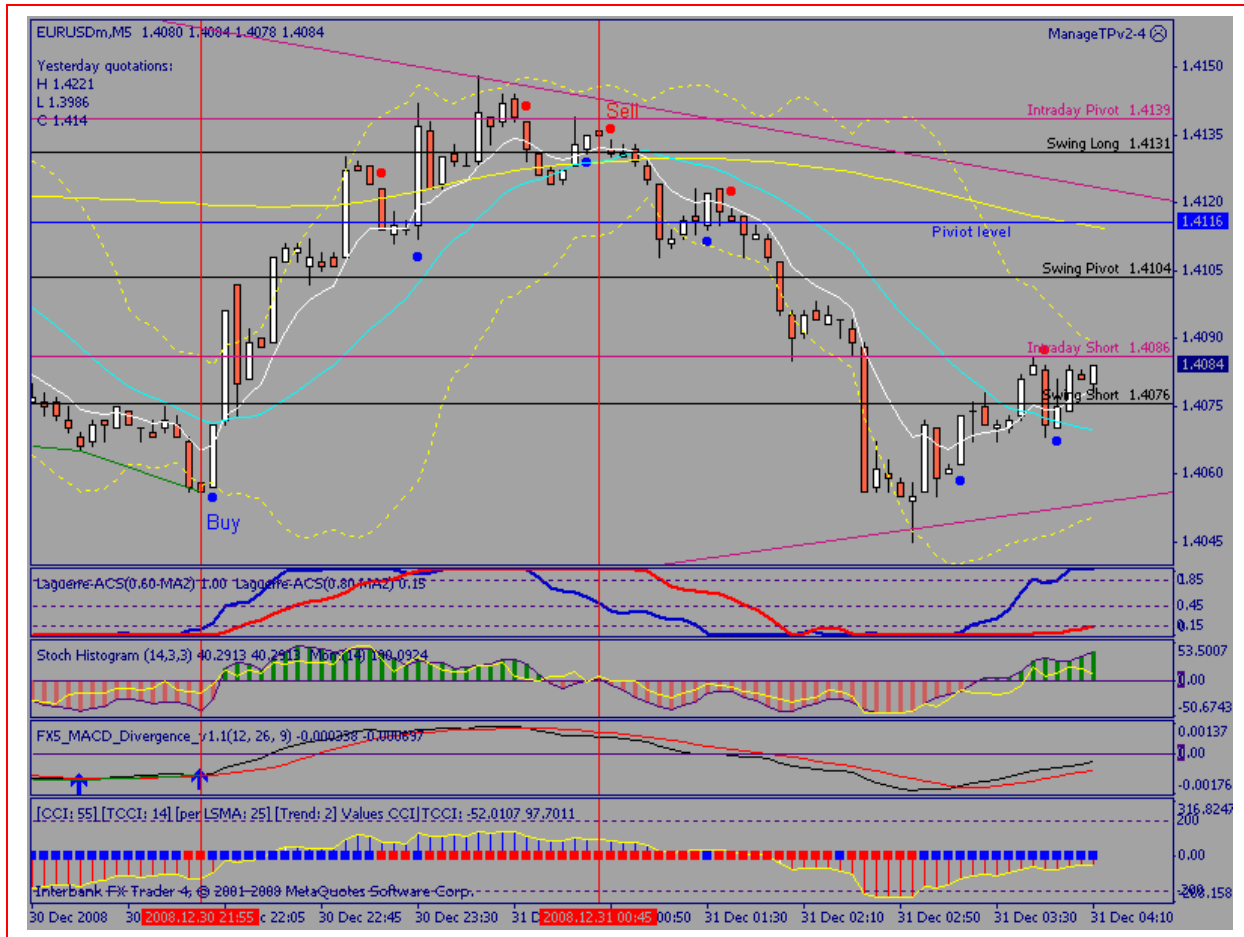 EURUSDm,M5 1.4080 1.4084 1.4078 1.4084
ManageTPv2-4
Yesterday quotations:
H 1.4221
L 1.3986
C 1.414
1.4150
Intraday Pivot 1.4139
Sell
1.4135
Swing Long 1.4131
1.4120
1.4116
Piviot level
Swing Pivot 1.4104
1.4105
1.4090
Intraday Short 1.4086
1.4084
Swing Short 1.4076
1.4075
1.4060
Buy
1.4045
Laguerre-ACS(0.60-MA2) 1.00 Laguerre-ACS(0.80-MA2) 0.15
0.85
0.45
0.15
Stoch Histogram (14,3,3) 40.2913 40.2913 Mom(14) 100.0924
53.5007
0.00
-50.6743
FX5_MACD_Divergence_v1.1(12, 26, 9) -0.000338 -0.000697
0.00137
0.00
-0.00176
[CCI: 55] [TCCI: 14] [per LSMA: 25] [Trend: 2] Values CCI|TCCI: -52.0107 97.7011
316.8247
200
0.00
Interbank FX Trader 4, © 2001-2008 MetaQuotes Software Corp.
30 Dec 2008 30 2008.12.30 21:55 c 22:05 30 Dec 22:45 30 Dec 23:30 31 D 2008.12.31 00:45 00:50 31 Dec 01:30 31 Dec 02:10 31 Dec 02:50 31 Dec 03:30 31 Dec 04:10